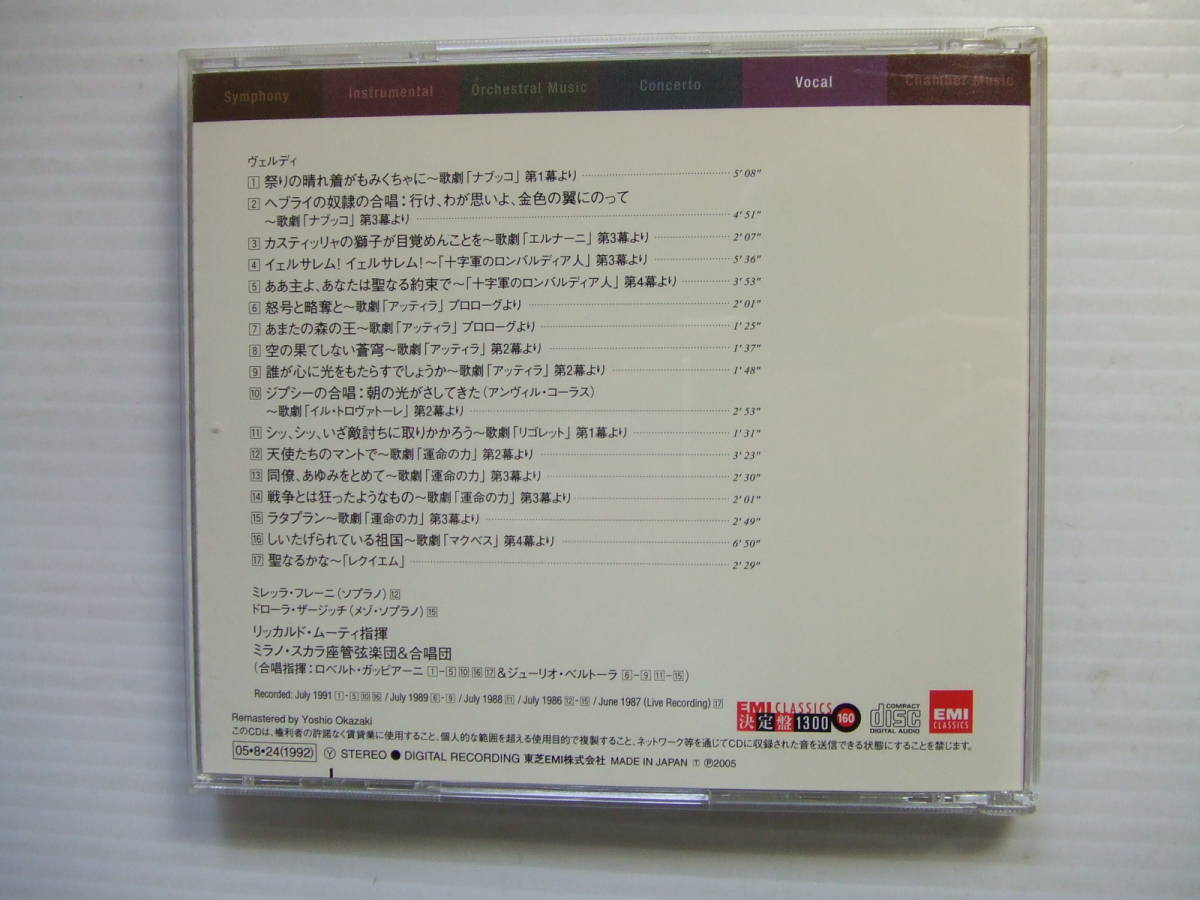 Symphony Instrumental Orchestral Music Concerto Vocal Chamber Music
ヴェルディ
1 祭りの晴れ着がもみくちゃに～歌劇「ナブッコ」 第1幕より 5'08"
2 ヘブライの奴隷の合唱：行け、わが思いよ、金色の翼にのって
～歌劇「ナブッコ」 第3幕より 4'51"
3 カスティッリャの獅子が目覚めんことを～歌劇「エルナーニ」 第3幕より 2'07"
4 イェルサレム！ イェルサレム！～「十字軍のロンバルディア人」 第3幕より 5'36"
5 ああ主よ、あなたは聖なる約束で～「十字軍のロンバルディア人」 第4幕より 3'53"
6 怒号と略奪と～歌劇「アッティラ」 プロローグより 2'01"
7 あまたの森の王～歌劇「アッティラ」 プロローグより 1'25"
8 空の果てしない蒼穹～歌劇「アッティラ」 第2幕より 1'37"
9 誰が心に光をもたらすでしょうか～歌劇「アッティラ」 第2幕より 1'48"
10 ジプシーの合唱：朝の光がさしてきた（アンヴィル・コーラス）
～歌劇「イル・トロヴァトーレ」 第2幕より 2'53"
11 シッ、シッ、いざ敵討ちに取りかかろう～歌劇「リゴレット」 第1幕より 1'31"
12 天使たちのマントで～歌劇「運命の力」 第2幕より 3'23"
13 同僚、あゆみをとめて～歌劇「運命の力」 第3幕より 2'30"
14 戦争とは狂ったようなもの～歌劇「運命の力」 第3幕より 2'01"
15 ラタプラン～歌劇「運命の力」 第3幕より 2'49"
16 しいたげられている祖国～歌劇「マクベス」 第4幕より 6'50"
17 聖なるかな～「レクイエム」 2'29"
ミレッラ・フレーニ（ソプラノ）12
ドローラ・ザージッチ（メゾ・ソプラノ）15
リッカルド・ムーティ指揮
ミラノ・スカラ座管弦楽団＆合唱団
（合唱指揮：ロベルト・ガッビアーニ 1-5 10 16 17 ＆ジューリオ・ベルトーラ 6-9 11-15）
Recorded: July 1991 1-5 10 16 / July 1989 6-9 / July 1988 11 / July 1986 12-15 / June 1987 (Live Recording) 17
EMI CLASSICS
決定盤 1300 160
COMPACT disc DIGITAL AUDIO
EMI CLASSICS
Remastered by Yoshio Okazaki
このCDは、権利者の許諾なく賃貸業に使用すること、個人的な範囲を超える使用目的で複製すること、ネットワーク等を通じてCDに収録された音を送信できる状態にすることを禁じます。
05・8・24(1992) Ⓨ STEREO ● DIGITAL RECORDING 東芝EMI株式会社 MADE IN JAPAN Ⓣ Ⓟ2005